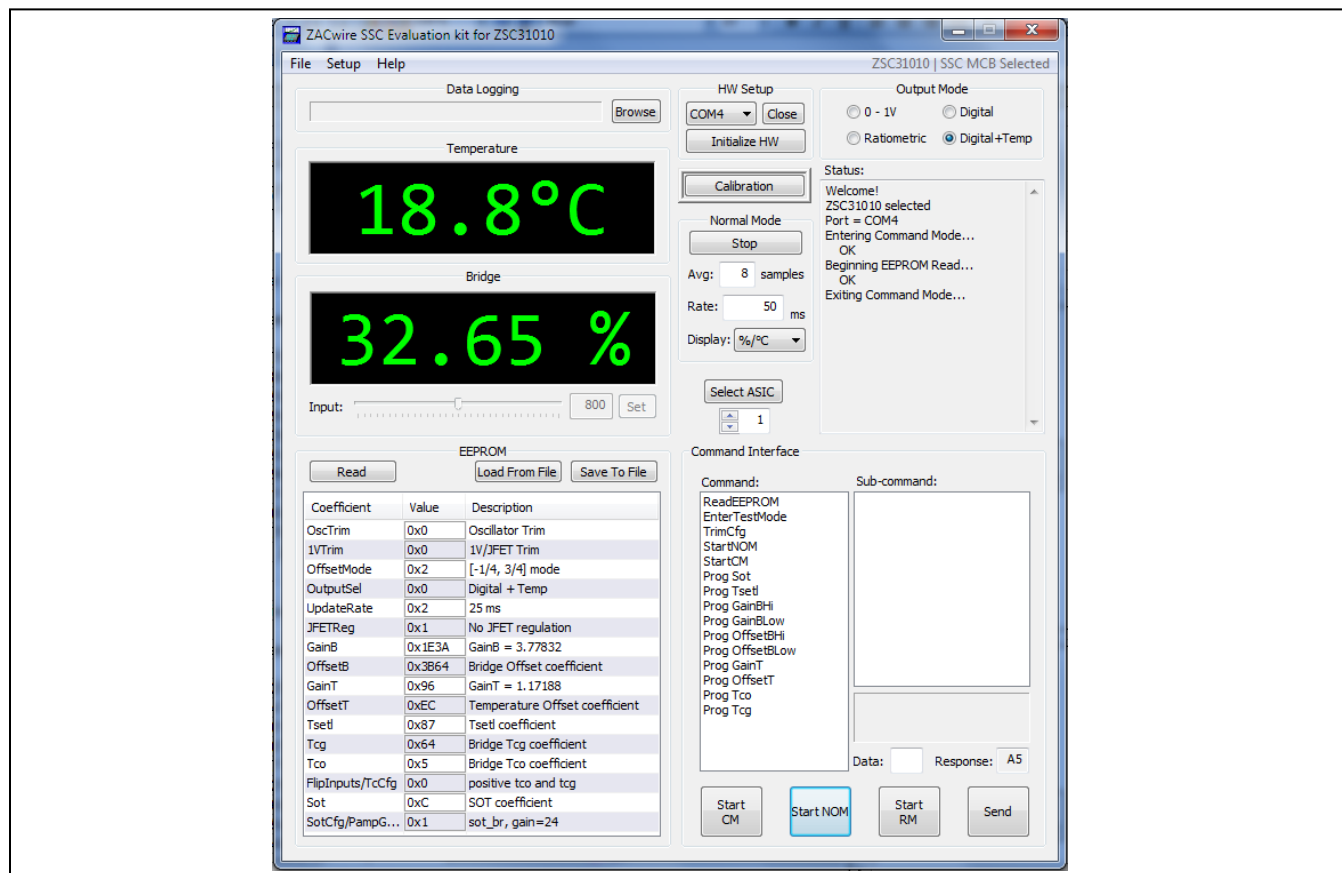 ZACwire SSC Evaluation kit for ZSC31010
File Setup Help
ZSC31010 | SSC MCB Selected
Data Logging
Browse
HW Setup
COM4 Close
Initialize HW
Output Mode
0 - 1V Digital
Ratiometric Digital+Temp
Temperature
18.8°C
Calibration
Status:
Welcome!
ZSC31010 selected
Port = COM4
Entering Command Mode...
OK
Beginning EEPROM Read...
OK
Exiting Command Mode...
Normal Mode
Stop
Avg: 8 samples
Rate: 50 ms
Display: %/°C
Bridge
32.65 %
Input: 800 Set
Select ASIC
1
EEPROM
Read Load From File Save To File
Coefficient Value Description
OscTrim 0x0 Oscillator Trim
1VTrim 0x0 1V/JFET Trim
OffsetMode 0x2 [-1/4, 3/4] mode
OutputSel 0x0 Digital + Temp
UpdateRate 0x2 25 ms
JFETReg 0x1 No JFET regulation
GainB 0x1E3A GainB = 3.77832
OffsetB 0x3B64 Bridge Offset coefficient
GainT 0x96 GainT = 1.17188
OffsetT 0xEC Temperature Offset coefficient
Tsetl 0x87 Tsetl coefficient
Tcg 0x64 Bridge Tcg coefficient
Tco 0x5 Bridge Tco coefficient
FlipInputs/TcCfg 0x0 positive tco and tcg
Sot 0xC SOT coefficient
SotCfg/PampG... 0x1 sot_br, gain=24
Command Interface
Command:
ReadEEPROM
EnterTestMode
TrimCfg
StartNOM
StartCM
Prog Sot
Prog Tsetl
Prog GainBHi
Prog GainBLow
Prog OffsetBHi
Prog OffsetBLow
Prog GainT
Prog OffsetT
Prog Tco
Prog Tcg
Sub-command:
Data: Response: A5
Start CM
Start NOM
Start RM
Send